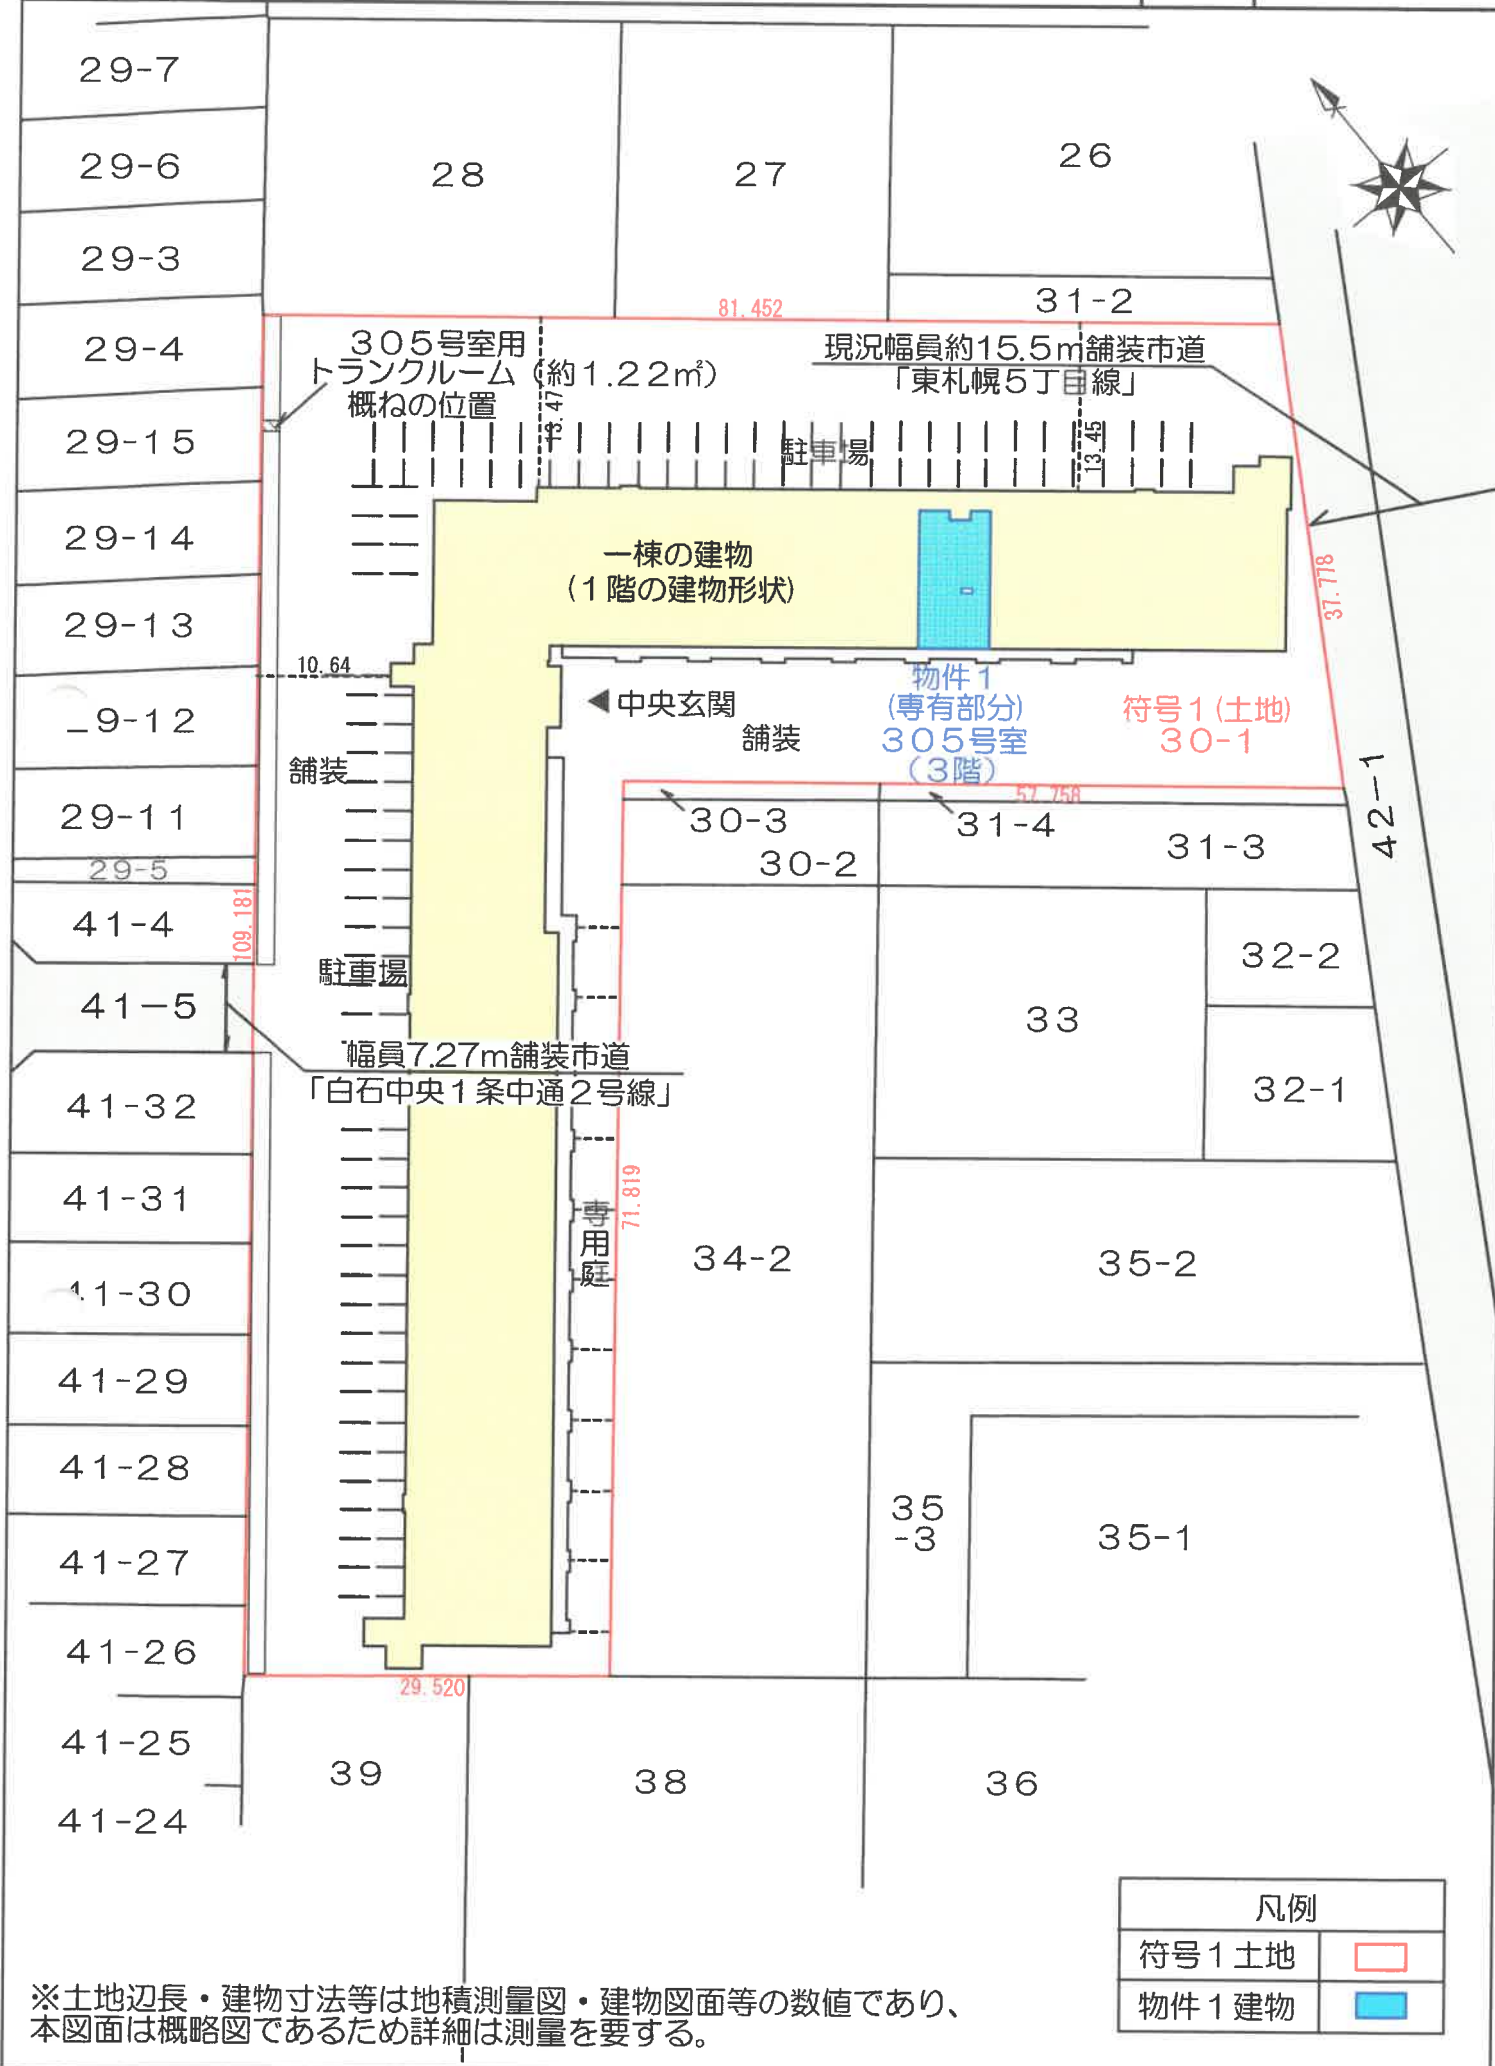 29-7
29-6
29-3
29-4
29-15
29-14
29-13
9-12
29-11
29-5
41-4
41-5
41-32
41-31
1-30
41-29
41-28
41-27
41-26
41-25
41-24
28
27
26
31-2
81.452
305号室用
トランクルーム(約1.22㎡)
概ねの位置
現況幅員約15.5m舗装市道
「東札幌5丁目線」
13.47
13.45
駐車場
一棟の建物
(1階の建物形状)
37.778
10.64
中央玄関
舗装
舗装
物件1
(専有部分)
305号室
(3階)
符号1(土地)
30-1
42-1
57.758
30-3
31-4
30-2
31-3
109.181
駐車場
幅員7.27m舗装市道
「白石中央1条中通2号線」
33
32-2
32-1
専用庭
71.819
34-2
35-2
35
-3
35-1
29.520
39
38
36
凡例
符号1土地
物件1建物
※土地辺長・建物寸法等は地積測量図・建物図面等の数値であり、
本図面は概略図であるため詳細は測量を要する。